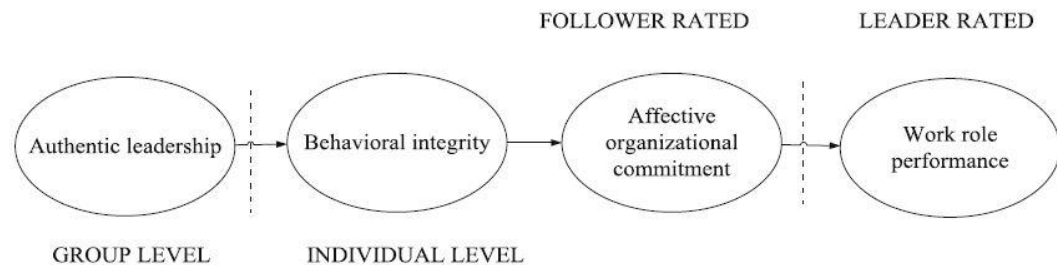 FOLLOWER RATED
LEADER RATED
Authentic leadership
Behavioral integrity
Affective
organizational
commitment
Work role
performance
GROUP LEVEL
INDIVIDUAL LEVEL